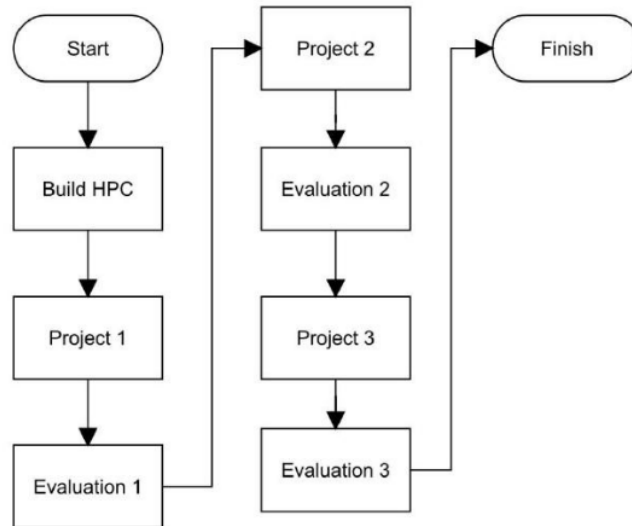 Start
Build HPC
Project 1
Evaluation 1
Project 2
Evaluation 2
Project 3
Evaluation 3
Finish